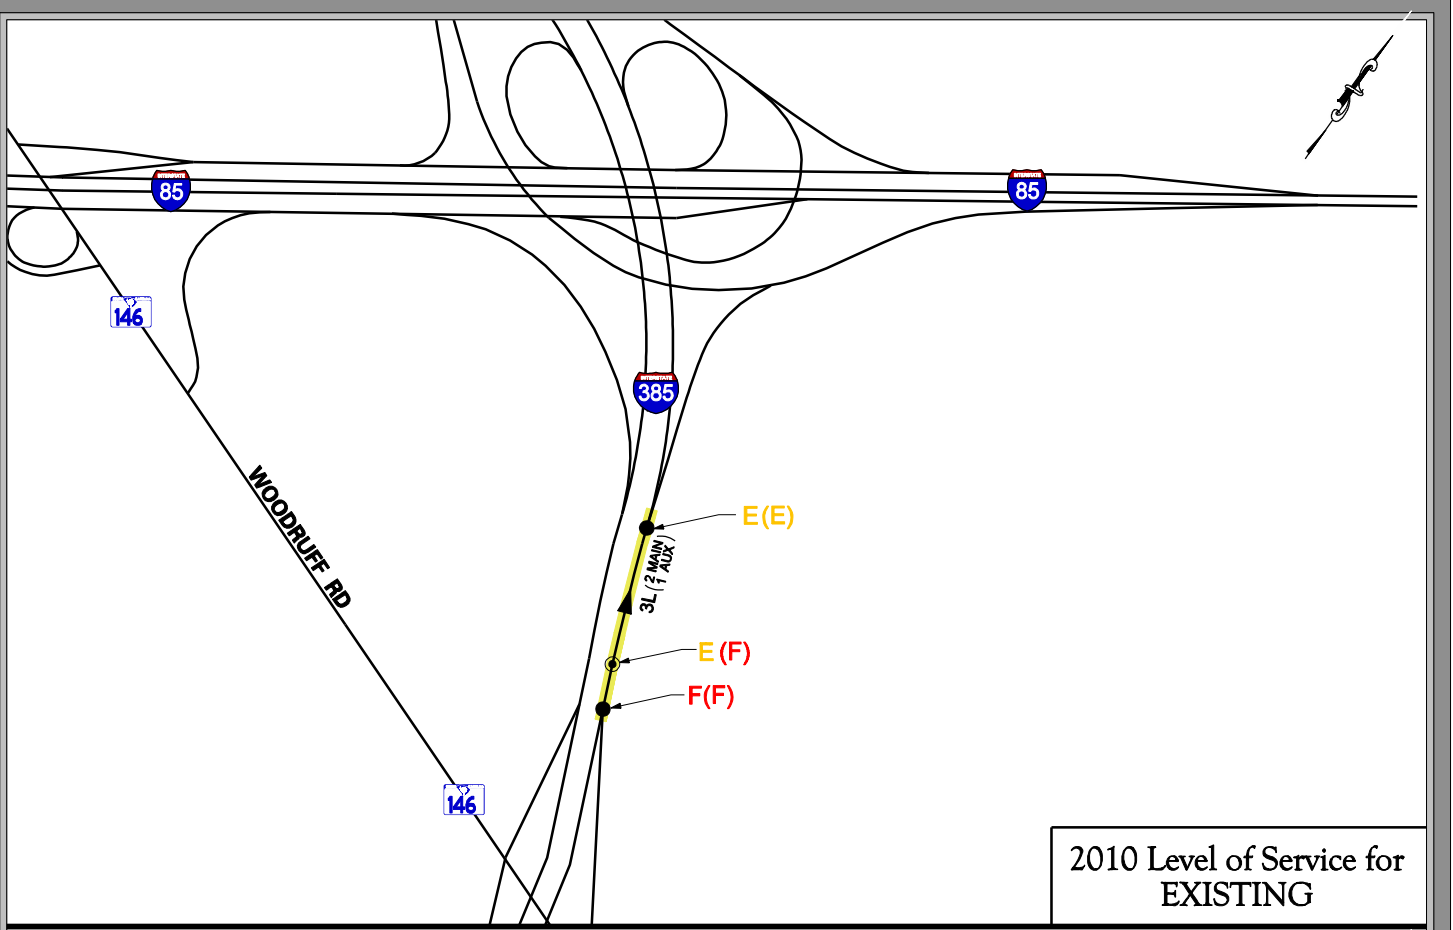 85
85
146
385
WOODRUFF RD
E(E)
3L (2 MAIN
1 AUX)
E (F)
F(F)
146
2010 Level of Service for
EXISTING